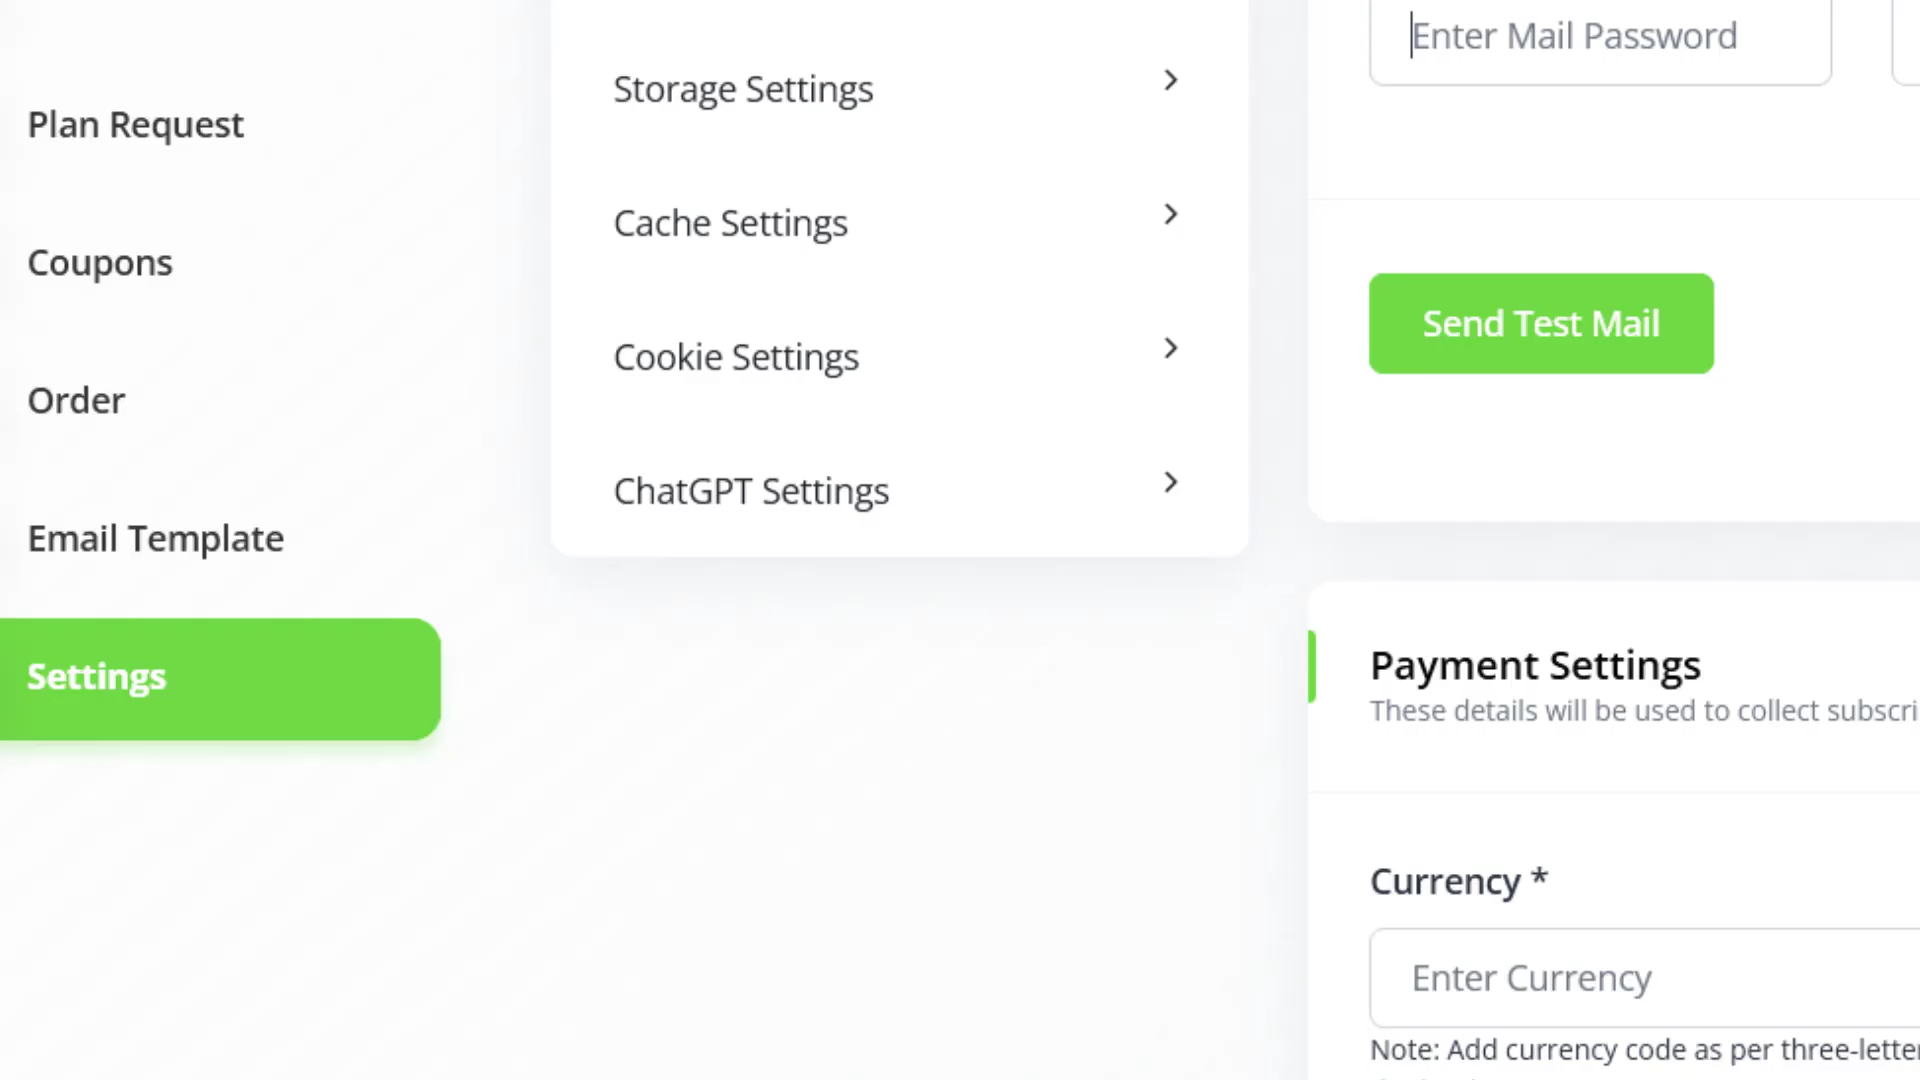 Plan Request
Coupons
Order
Email Template
Settings
Storage Settings
Cache Settings
Cookie Settings
ChatGPT Settings
Enter Mail Password
Send Test Mail
Payment Settings
These details will be used to collect subscri
Currency *
Enter Currency
Note: Add currency code as per three-letter